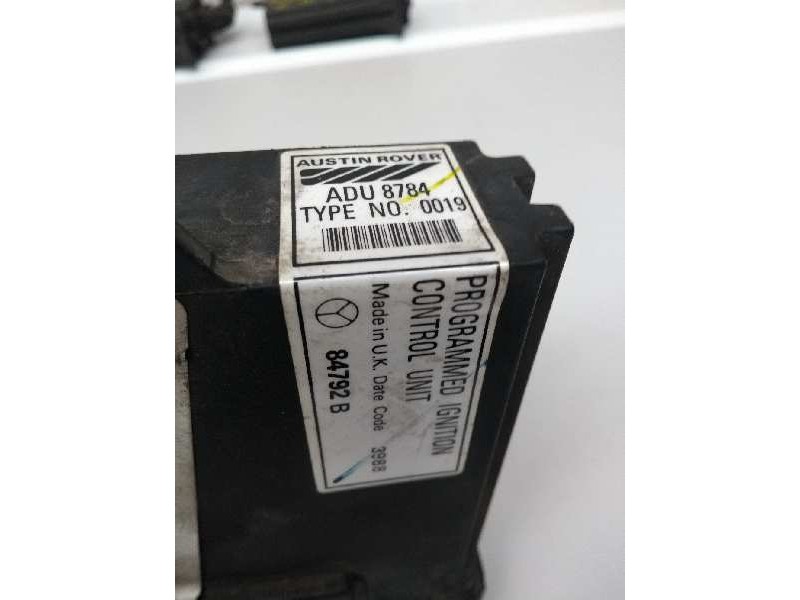 AUSTIN ROVER
ADU 8784
TYPE NO. 0019
PROGRAMMED IGNITION
CONTROL UNIT
Made in U.K. Date Code 3988
84792 B